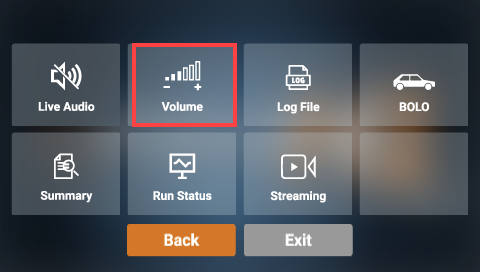 LOG
Live Audio
- +
Volume
Log File
BOLO
Summary
Run Status
Streaming
Back
Exit